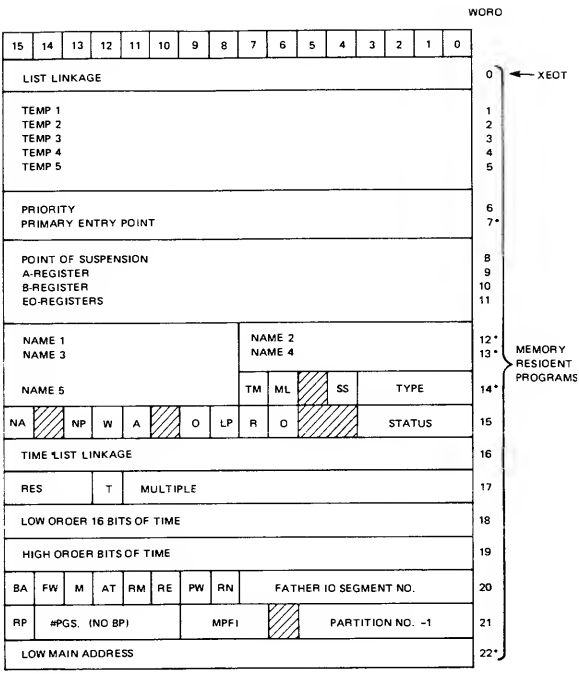 WORO
15 14 13 12 11 10 9 8 7 6 5 4 3 2 1 0
LIST LINKAGE 0 XEOT
TEMP 1 1
TEMP 2 2
TEMP 3 3
TEMP 4 4
TEMP 5 5
PRIORITY 6
PRIMARY ENTRY POINT 7*
POINT OF SUSPENSION 8
A-REGISTER 9
B-REGISTER 10
EO-REGISTERS 11
NAME 1 NAME 2 12*
NAME 3 NAME 4 13*
MEMORY
RESIDENT
PROGRAMS
NAME 5 TM ML SS TYPE 14*
NA NP W A O LP R O STATUS 15
TIME LIST LINKAGE 16
RES T MULTIPLE 17
LOW ORDER 16 BITS OF TIME 18
HIGH OROER BITS OF TIME 19
BA FW M AT RM RE PW RN FATHER IO SEGMENT NO. 20
RP #PGS. (NO BP) MPFI PARTITION NO. -1 21
LOW MAIN ADDRESS 22*